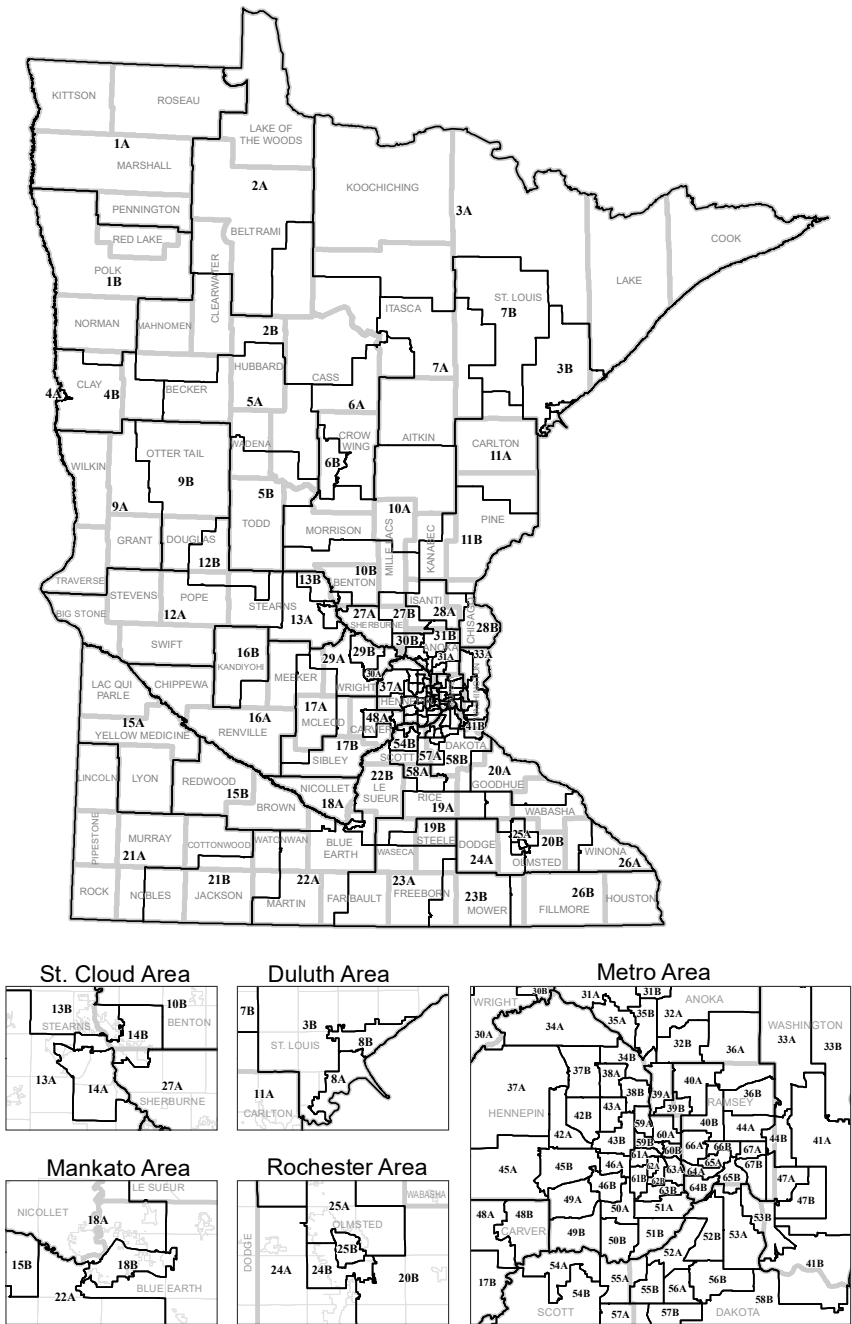 KITTSON
ROSEAU
LAKE OF
THE WOODS
1A
MARSHALL
2A
KOOCHICHING
3A
PENNINGTON
RED LAKE
BELTRAMI
COOK
POLK
1B
CLEARWATER
LAKE
ITASCA
ST. LOUIS
7B
NORMAN
MAHNOMEN
2B
HUBBARD
7A
3B
CLAY
4A
4B
BECKER
CASS
5A
6A
WADENA
CROW
WING
AITKIN
CARLTON
11A
OTTER TAIL
9B
6B
WILKIN
5B
9A
10A
PINE
TODD
MORRISON
MILLE LACS
KANABEC
GRANT
DOUGLAS
11B
12B
10B
BENTON
TRAVERSE
13B
STEVENS
POPE
ISANTI
BIG STONE
12A
STEARNS
13A
27A
SHERBURNE
27B
28A
CHISAGO
28B
SWIFT
16B
KANDIYOHI
30B
31B
ANOKA
31A
33A
29A
29B
30A
LAC QUI
PARLE
CHIPPEWA
MEEKER
WRIGHT
37A
17A
MCLEOD
15A
YELLOW MEDICINE
16A
RENVILLE
48A
CARVER
17B
SIBLEY
41B
54B
SCOTT
57A
DAKOTA
58B
LINCOLN
LYON
REDWOOD
15B
NICOLLET
18A
22B
LE
SUEUR
58A
20A
GOODHUE
RICE
19A
BROWN
WABASHA
PIPESTONE
MURRAY
21A
COTTONWOOD
WATONWAN
BLUE
EARTH
19B
STEELE
WASECA
DODGE
24A
25A
20B
OLMSTED
WINONA
26A
ROCK
NOBLES
21B
JACKSON
22A
MARTIN
FARIBAULT
23A
FREEBORN
23B
MOWER
26B
FILLMORE
HOUSTON
St. Cloud Area
13B
10B
STEARNS
14B
BENTON
13A
14A
27A
SHERBURNE
Duluth Area
7B
3B
ST. LOUIS
8B
8A
11A
CARLTON
Metro Area
WRIGHT
30B
31A
31B
ANOKA
35A
35B
32A
WASHINGTON
30A
34A
33A
33B
32B
36A
34B
37A
37B
38A
40A
38B
39A
36B
RAMSEY
39B
HENNEPIN
42B
43A
59A
40B
44A
42A
43B
60A
59B
60B
66A
66B
67A
44B
41A
45A
45B
46A
61A
62A
63A
65A
64A
67B
46B
61B
62B
63B
64B
65B
47A
47B
49A
50A
51A
48A
48B
CARVER
53B
49B
50B
51B
52A
52B
53A
41B
17B
54A
54B
55A
55B
56A
56B
58B
SCOTT
57A
57B
DAKOTA
Mankato Area
LE SUEUR
NICOLLET
18A
15B
18B
BLUE EARTH
22A
Rochester Area
25A
WABASHA
OLMSTED
25B
DODGE
24A
24B
20B